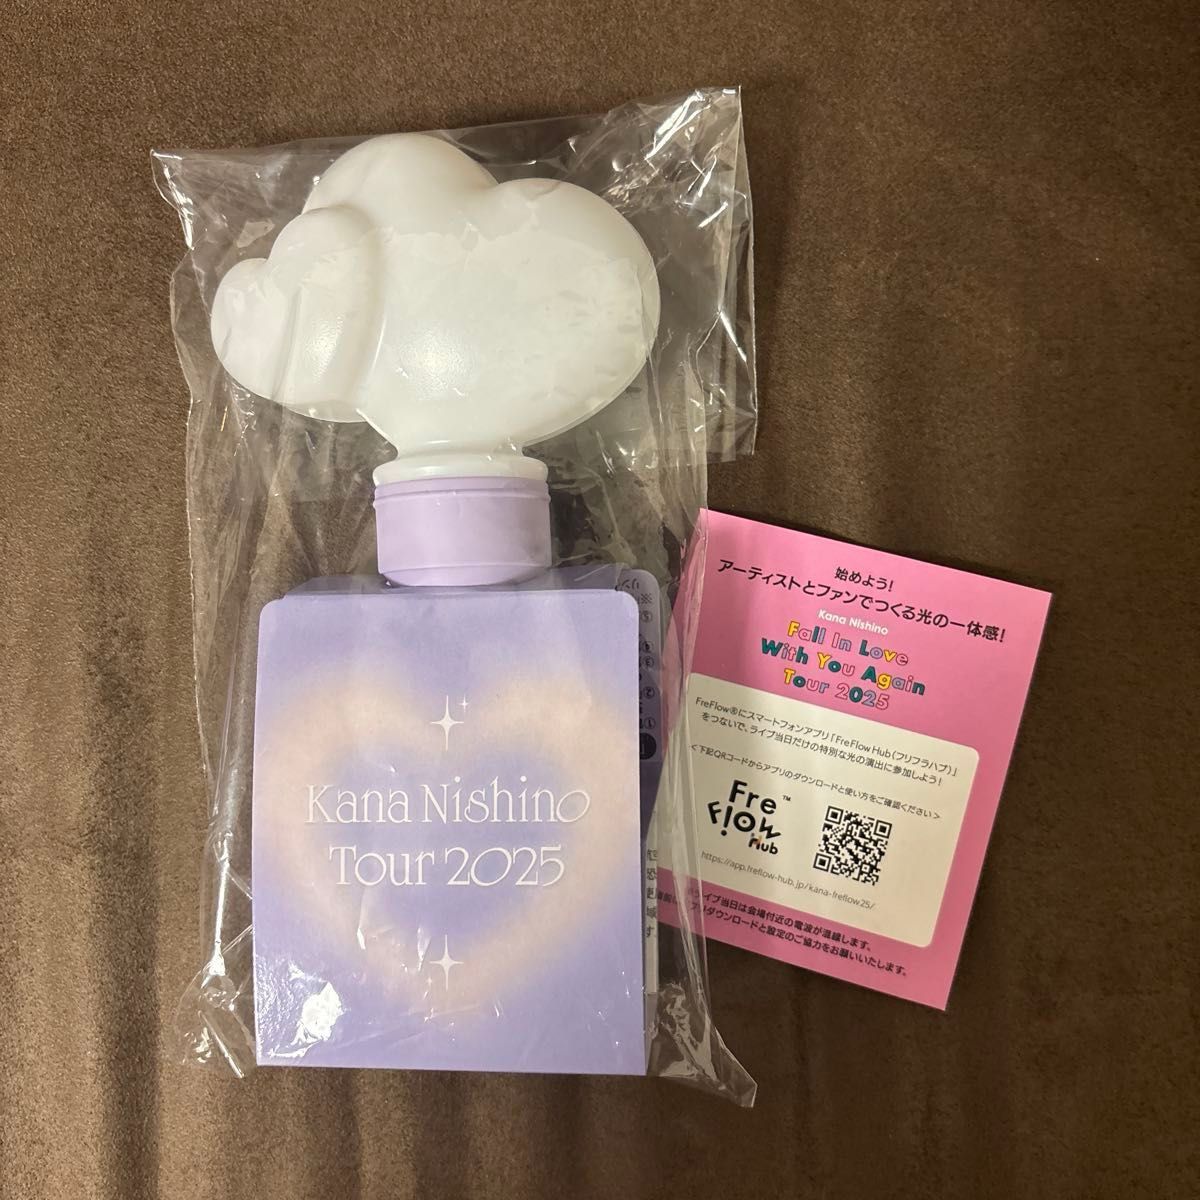 Kana Nishino
Tour 2025
始めよう!
アーティストとファンでつくる光の一体感!
Kana Nishino
Fall In Love
With You Again
Tour 2025
FreFlow®にスマートフォンアプリ「FreFlow Hub(フリフラハブ)」
をつないで、ライブ当日だけの特別な光の演出に参加しよう!
<下記QRコードからアプリのダウンロードと使い方をご確認ください>
FreFlow Hub™
https://app.freflow-hub.jp/kana-freflow25/
ライブ当日は会場付近の電波が混線します。
ダウンロードと設定のご協力をお願いいたします。